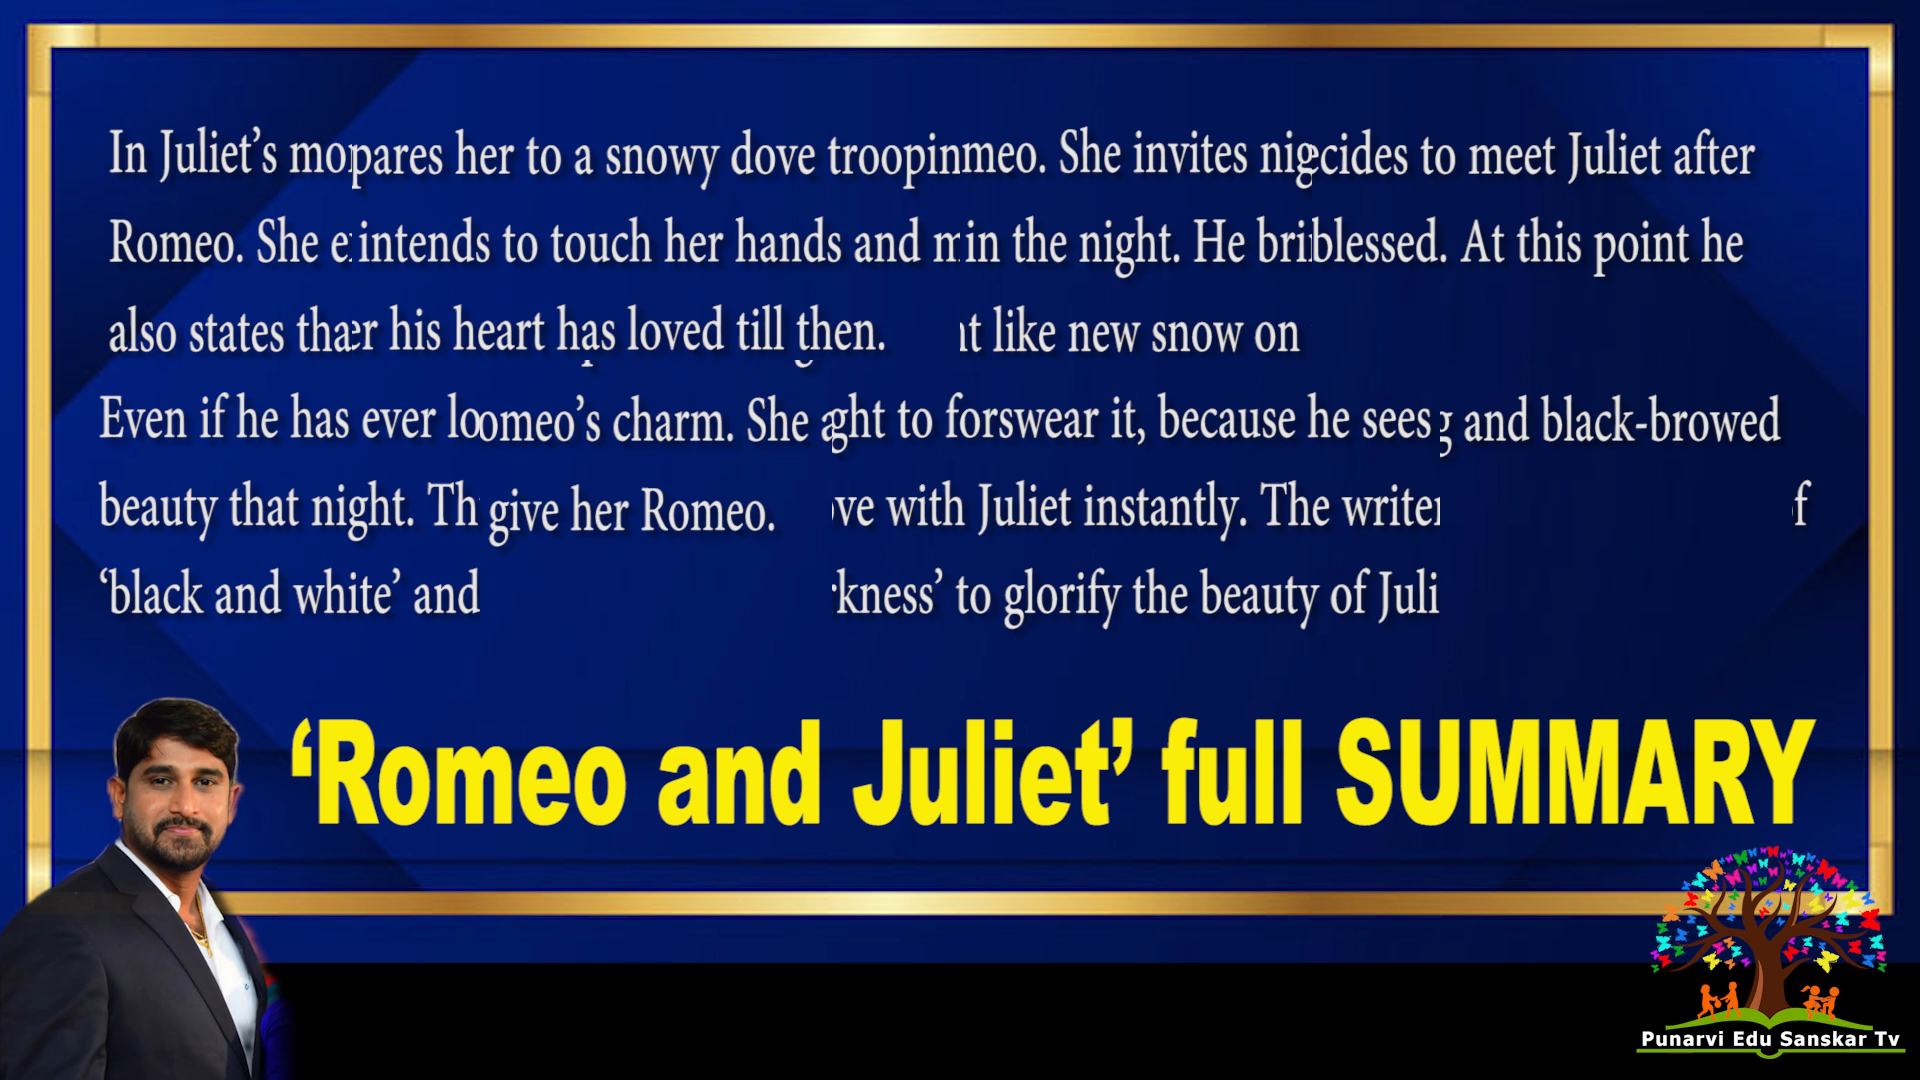 In Juliet’s mopares her to a snowy dove troopinmeo. She invites nigcides to meet Juliet after
Romeo. She e intends to touch her hands and m in the night. He briblessed. At this point he
also states thaer his heart has loved till then. t like new snow on
Even if he has ever loomeo’s charm. She aght to forswear it, because he sees g and black-browed
beauty that night. Th give her Romeo. ve with Juliet instantly. The writer f
‘black and white’ and kness’ to glorify the beauty of Juli
‘Romeo and Juliet’ full SUMMARY
Punarvi Edu Sanskar Tv